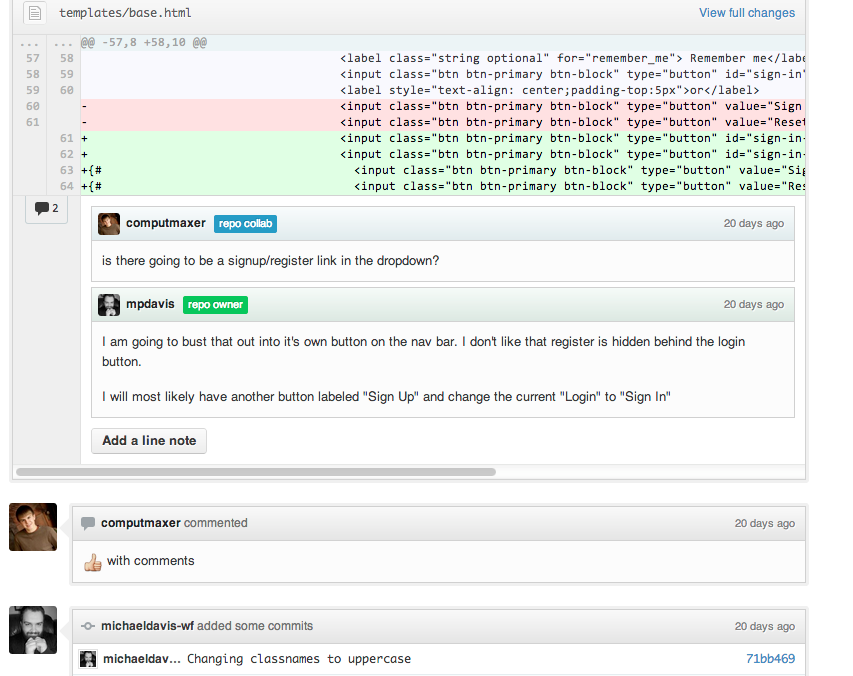 templates/base.html View full changes
... ... @@ -57,8 +58,10 @@
57 58 <label class="string optional" for="remember_me"> Remember me</labe
58 59 <input class="btn btn-primary btn-block" type="button" id="sign-in"
59 60 <label style="text-align: center;padding-top:5px">or</label>
60 - <input class="btn btn-primary btn-block" type="button" value="Sign
61 - <input class="btn btn-primary btn-block" type="button" value="Reset
61 + <input class="btn btn-primary btn-block" type="button" id="sign-in-
62 + <input class="btn btn-primary btn-block" type="button" id="sign-in-
63 +{# <input class="btn btn-primary btn-block" type="button" value="Sig
64 +{# <input class="btn btn-primary btn-block" type="button" value="Res
2
computmaxer repo collab 20 days ago
is there going to be a signup/register link in the dropdown?
mpdavis repo owner 20 days ago
I am going to bust that out into it's own button on the nav bar. I don't like that register is hidden behind the login
button.
I will most likely have another button labeled "Sign Up" and change the current "Login" to "Sign In"
Add a line note
computmaxer commented 20 days ago
with comments
michaeldavis-wf added some commits 20 days ago
michaeldav... Changing classnames to uppercase 71bb469